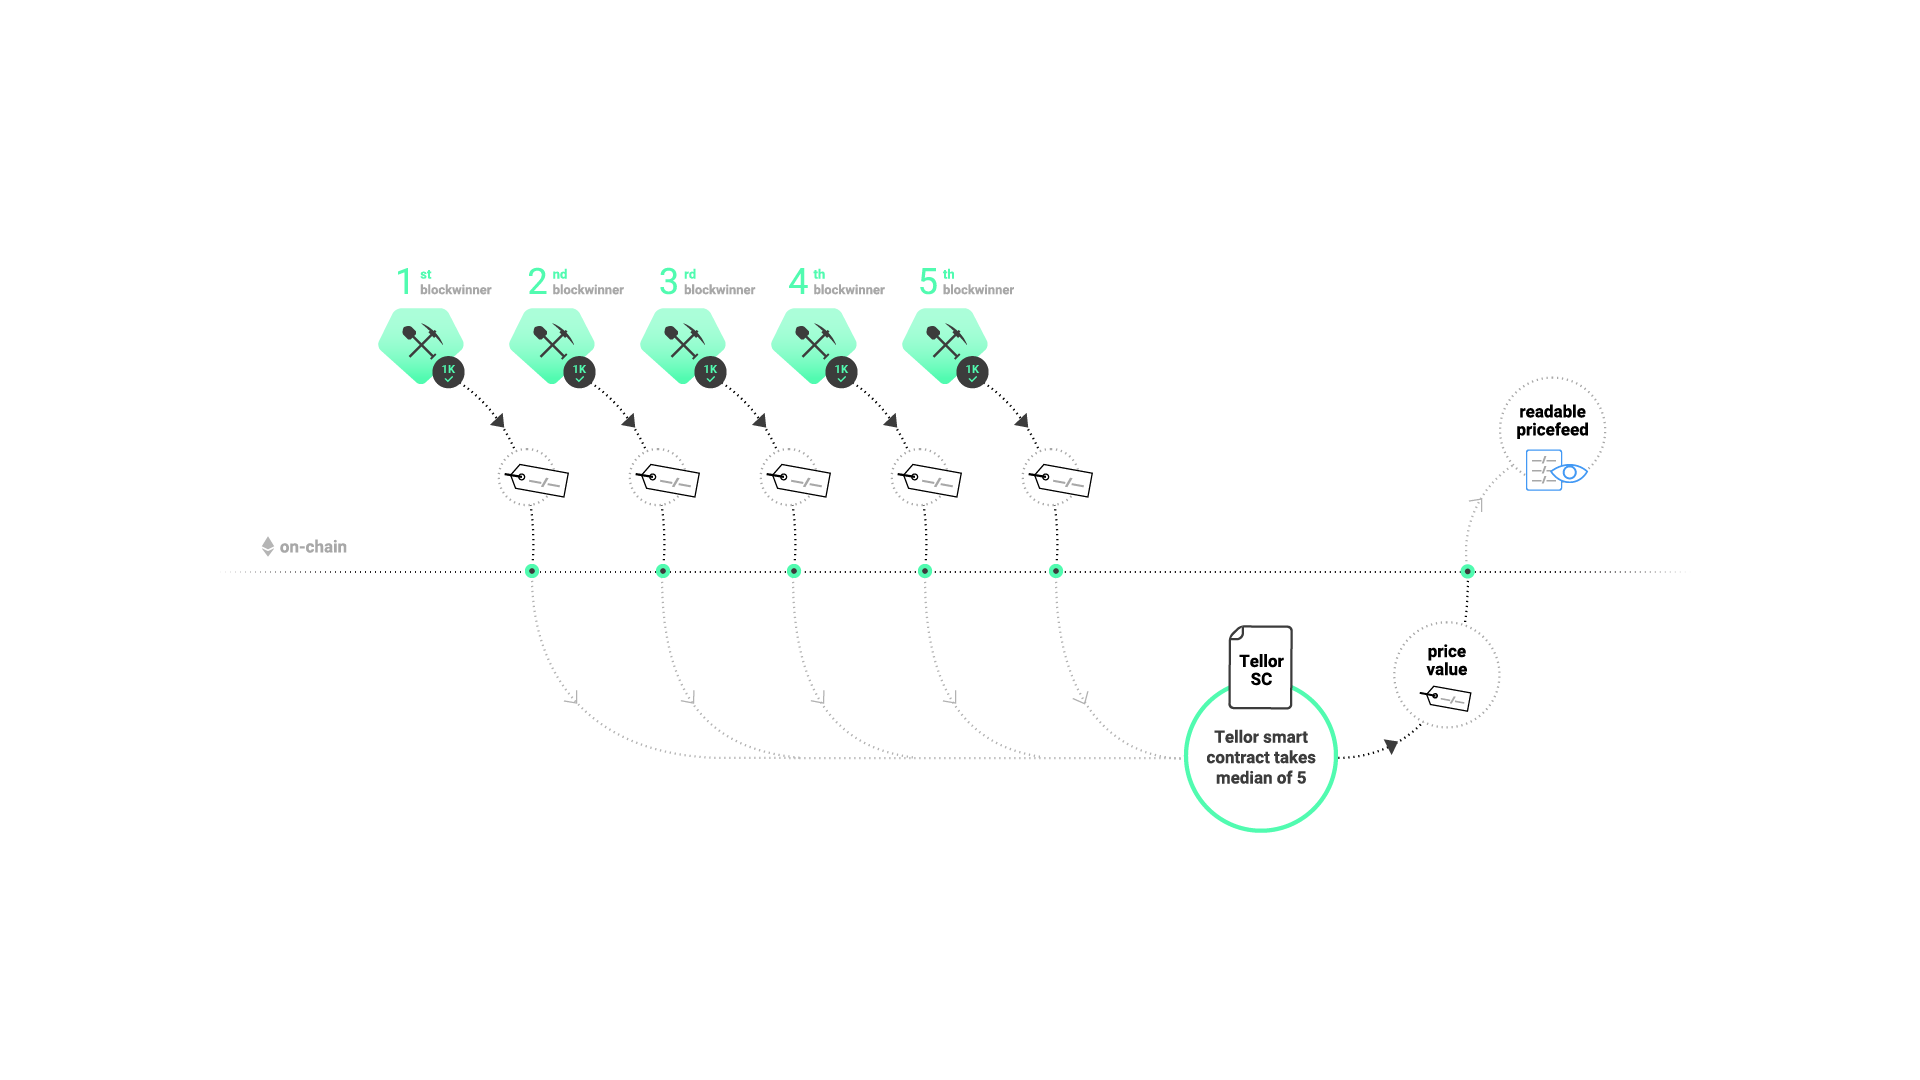 1 st
blockwinner
2 nd
blockwinner
3 rd
blockwinner
4 th
blockwinner
5 th
blockwinner
1K
1K
1K
1K
1K
readable
pricefeed
on-chain
Tellor
SC
price
value
Tellor smart
contract takes
median of 5